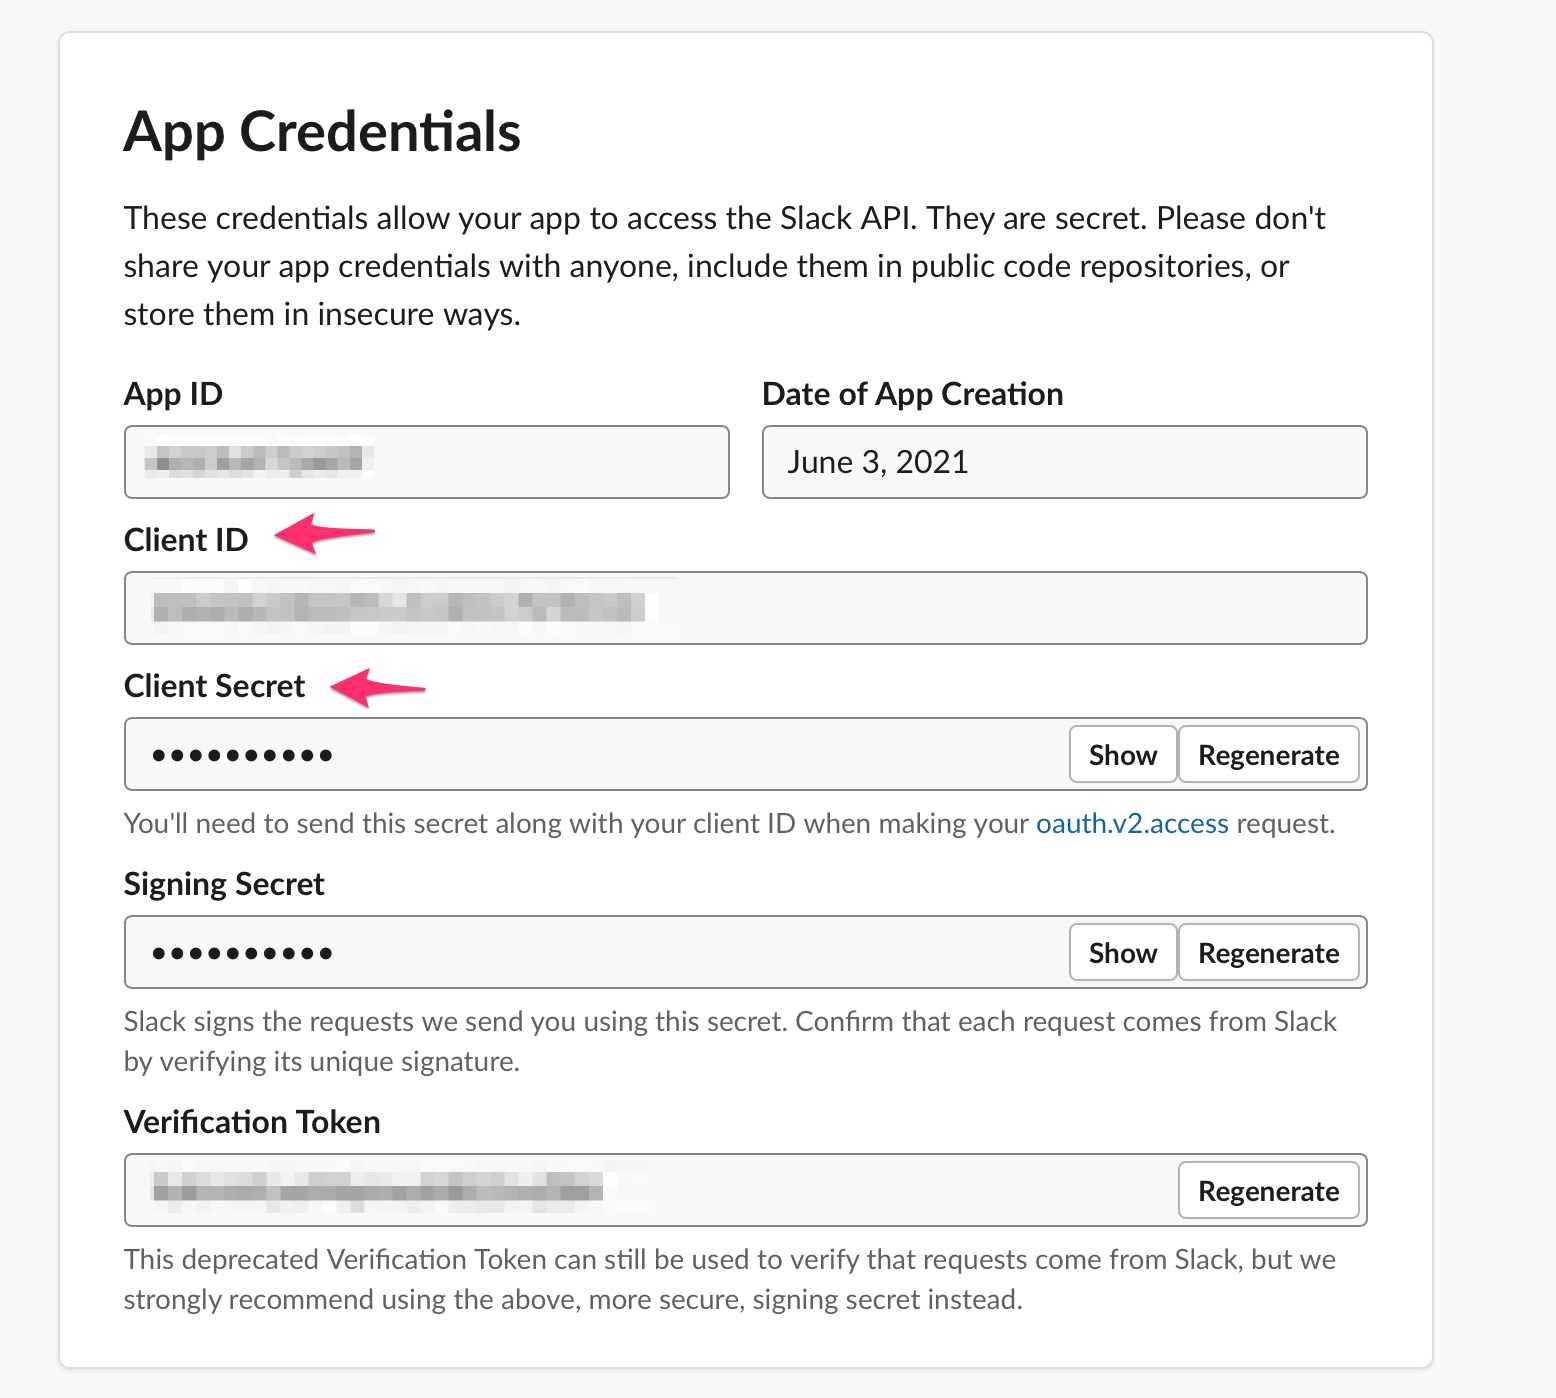 App Credentials
These credentials allow your app to access the Slack API. They are secret. Please don't
share your app credentials with anyone, include them in public code repositories, or
store them in insecure ways.
App ID
Date of App Creation
June 3, 2021
Client ID
Client Secret
••••••••••
Show
Regenerate
You'll need to send this secret along with your client ID when making your oauth.v2.access request.
Signing Secret
••••••••••
Show
Regenerate
Slack signs the requests we send you using this secret. Confirm that each request comes from Slack
by verifying its unique signature.
Verification Token
Regenerate
This deprecated Verification Token can still be used to verify that requests come from Slack, but we
strongly recommend using the above, more secure, signing secret instead.